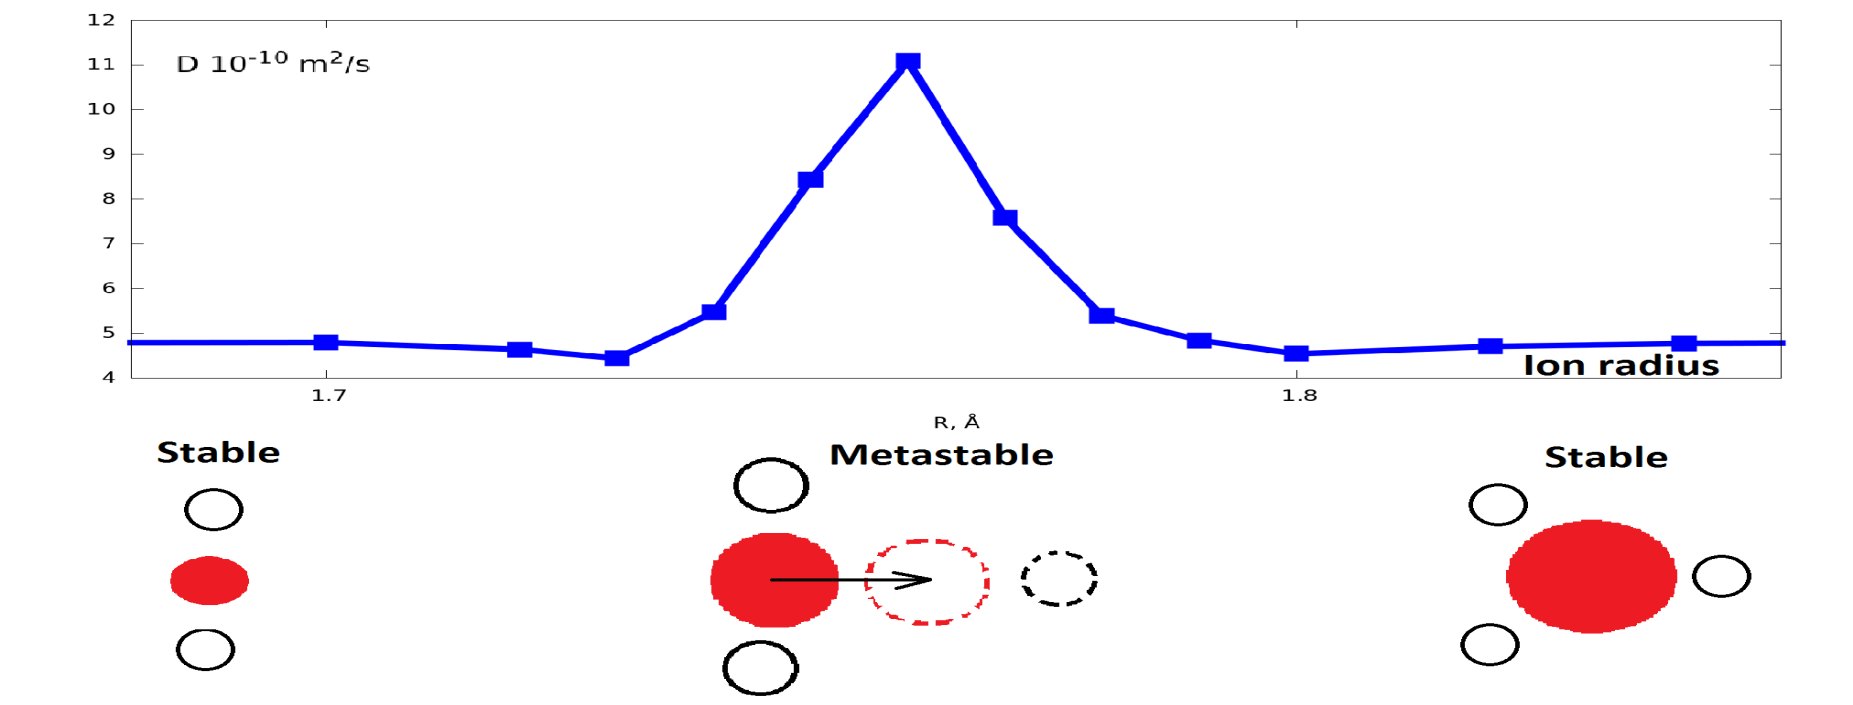 12
11
D 10⁻¹⁰ m²/s
10
9
8
7
6
5
4
Ion radius
1.7
1.8
R, Å
Stable
Metastable
Stable